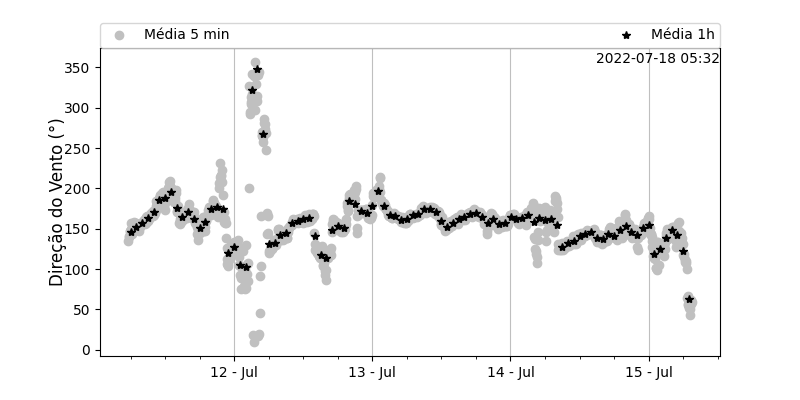 Média 5 min
Média 1h
2022-07-18 05:32
Direção do Vento (°)
350
300
250
200
150
100
50
0
12 - Jul
13 - Jul
14 - Jul
15 - Jul